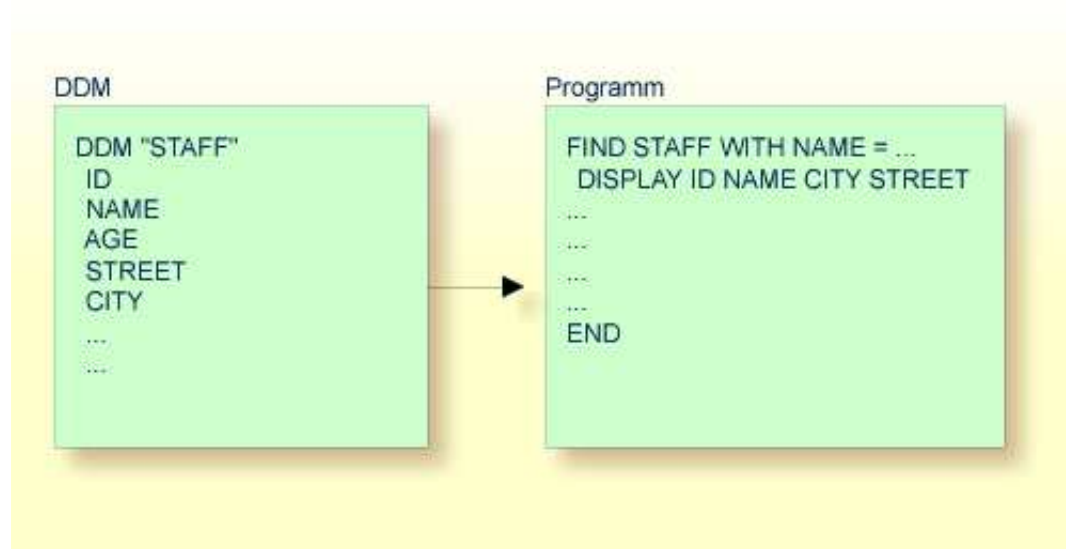 DDM
DDM "STAFF"
ID
NAME
AGE
STREET
CITY
...
...
Programm
FIND STAFF WITH NAME = ...
DISPLAY ID NAME CITY STREET
...
...
...
...
END